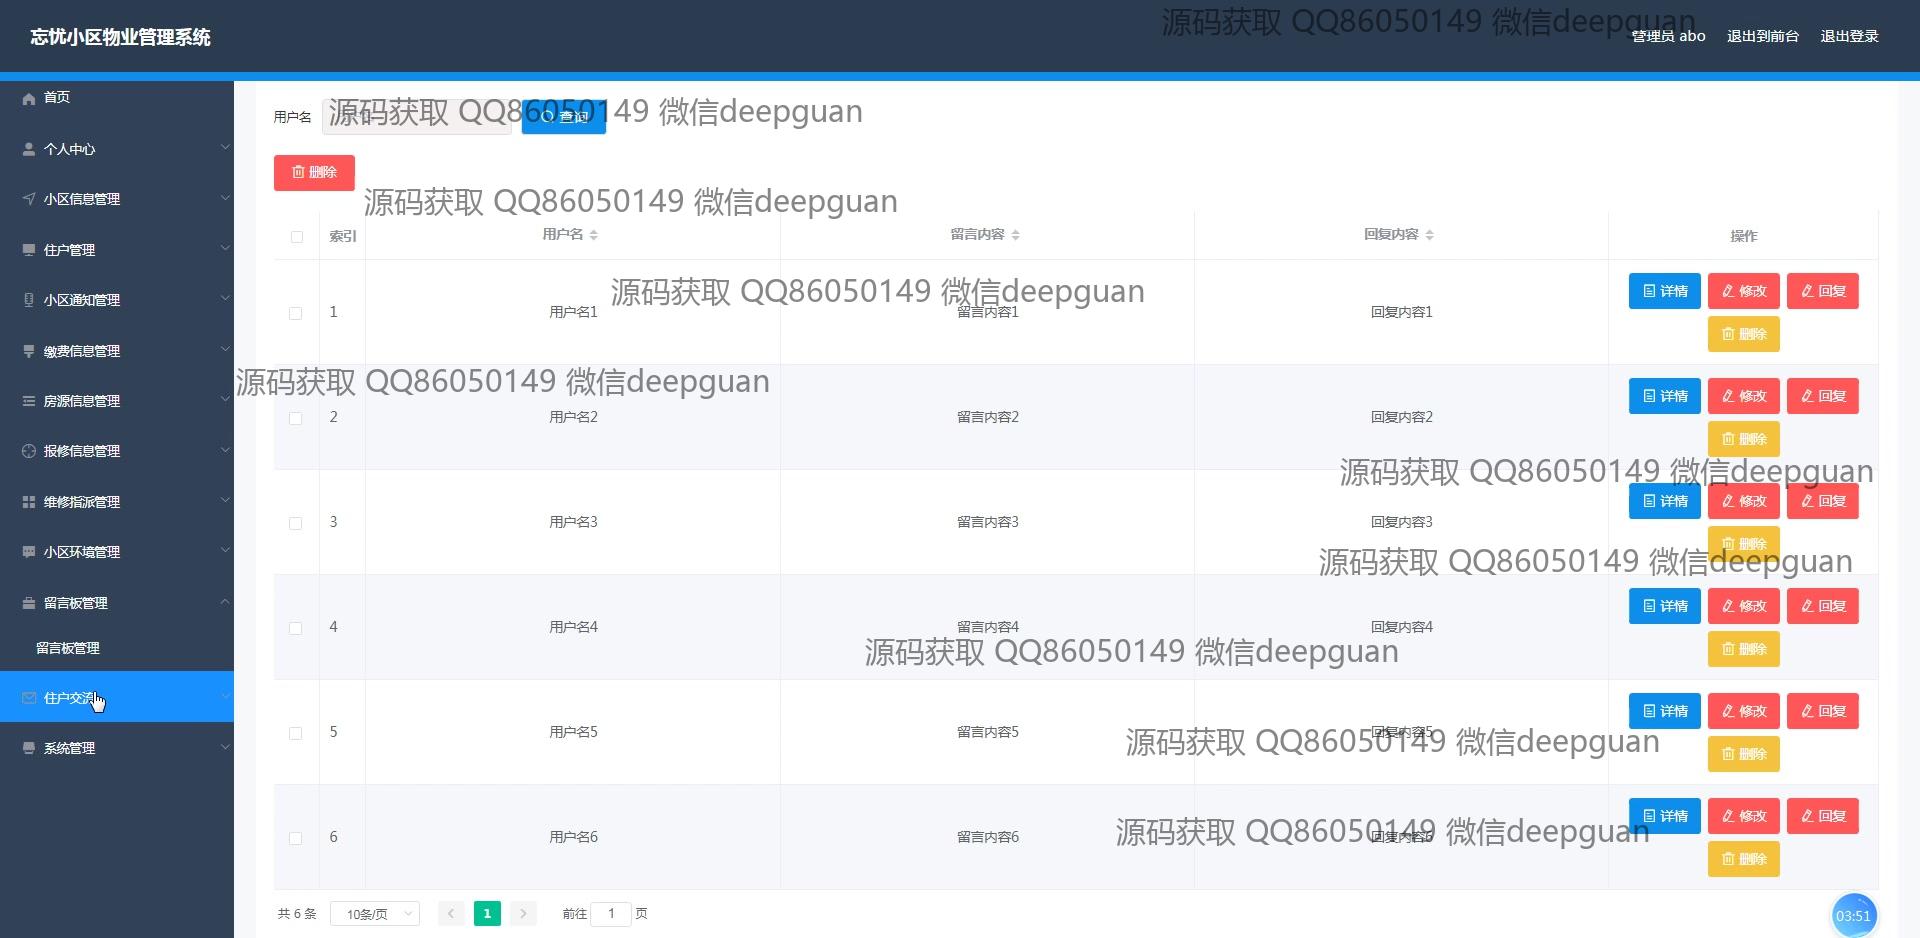 忘忧小区物业管理系统
源码获取 QQ86050149 微信deepguan
管理员 abo 退出到前台 退出登录
首页
个人中心
小区信息管理
住户管理
小区通知管理
缴费信息管理
房源信息管理
报修信息管理
维修指派管理
小区环境管理
留言板管理
留言板管理
住户交流
系统管理
用户名 查询
源码获取 QQ86050149 微信deepguan
删除
源码获取 QQ86050149 微信deepguan
索引 用户名 留言内容 回复内容 操作
源码获取 QQ86050149 微信deepguan
1 用户名1 留言内容1 回复内容1 详情 修改 回复
删除
源码获取 QQ86050149 微信deepguan
2 用户名2 留言内容2 回复内容2 详情 修改 回复
删除
源码获取 QQ86050149 微信deepguan
3 用户名3 留言内容3 回复内容3 详情 修改 回复
删除
源码获取 QQ86050149 微信deepguan
4 用户名4 留言内容4 回复内容4 详情 修改 回复
删除
源码获取 QQ86050149 微信deepguan
5 用户名5 留言内容5 回复内容5 详情 修改 回复
删除
源码获取 QQ86050149 微信deepguan
6 用户名6 留言内容6 回复内容6 详情 修改 回复
删除
源码获取 QQ86050149 微信deepguan
共 6 条 10条/页 1 前往 1 页
03:51